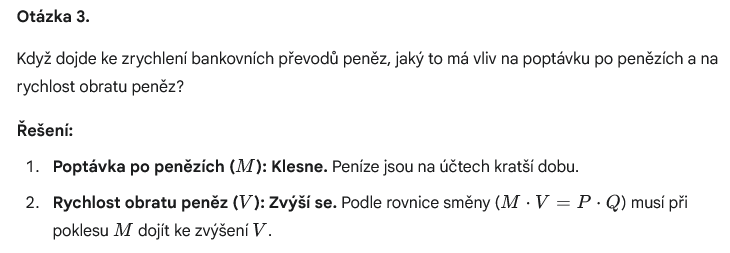 Otázka 3.
Když dojde ke zrychlení bankovních převodů peněz, jaký to má vliv na poptávku po penězích a na
rychlost obratu peněz?
Řešení:
1. Poptávka po penězích (M): Klesne. Peníze jsou na účtech kratší dobu.
2. Rychlost obratu peněz (V): Zvýší se. Podle rovnice směny (M · V = P · Q) musí při
poklesu M dojít ke zvýšení V.